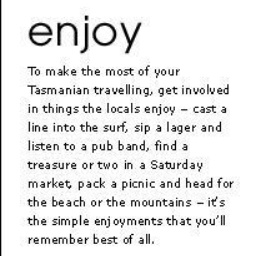 enjoy
To make the most of your
Tasmanian travelling, get involved
in things the locals enjoy – cast a
line into the surf, sip a lager and
listen to a pub band, find a
treasure or two in a Saturday
market, pack a picnic and head for
the beach or the mountains – it's
the simple enjoyments that you'll
remember best of all.